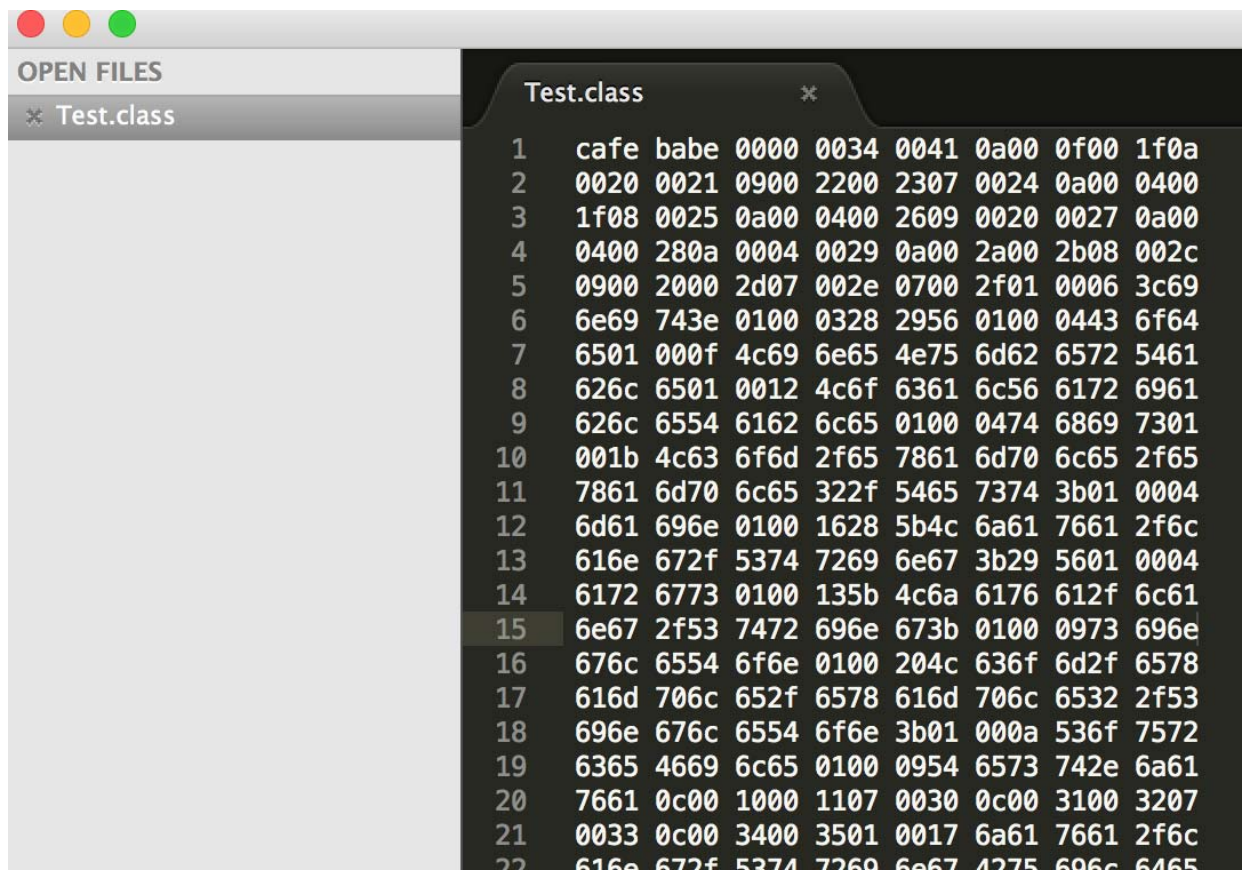 OPEN FILES
Test.class
Test.class
1 cafe babe 0000 0034 0041 0a00 0f00 1f0a
2 0020 0021 0900 2200 2307 0024 0a00 0400
3 1f08 0025 0a00 0400 2609 0020 0027 0a00
4 0400 280a 0004 0029 0a00 2a00 2b08 002c
5 0900 2000 2d07 002e 0700 2f01 0006 3c69
6 6e69 743e 0100 0328 2956 0100 0443 6f64
7 6501 000f 4c69 6e65 4e75 6d62 6572 5461
8 626c 6501 0012 4c6f 6361 6c56 6172 6961
9 626c 6554 6162 6c65 0100 0474 6869 7301
10 001b 4c63 6f6d 2f65 7861 6d70 6c65 2f65
11 7861 6d70 6c65 322f 5465 7374 3b01 0004
12 6d61 696e 0100 1628 5b4c 6a61 7661 2f6c
13 616e 672f 5374 7269 6e67 3b29 5601 0004
14 6172 6773 0100 135b 4c6a 6176 612f 6c61
15 6e67 2f53 7472 696e 673b 0100 0973 696e
16 676c 6554 6f6e 0100 204c 636f 6d2f 6578
17 616d 706c 652f 6578 616d 706c 6532 2f53
18 696e 676c 6554 6f6e 3b01 000a 536f 7572
19 6365 4669 6c65 0100 0954 6573 742e 6a61
20 7661 0c00 1000 1107 0030 0c00 3100 3207
21 0033 0c00 3400 3501 0017 6a61 7661 2f6c
22 616e 672f 5374 7269 6e67 4275 696c 6465